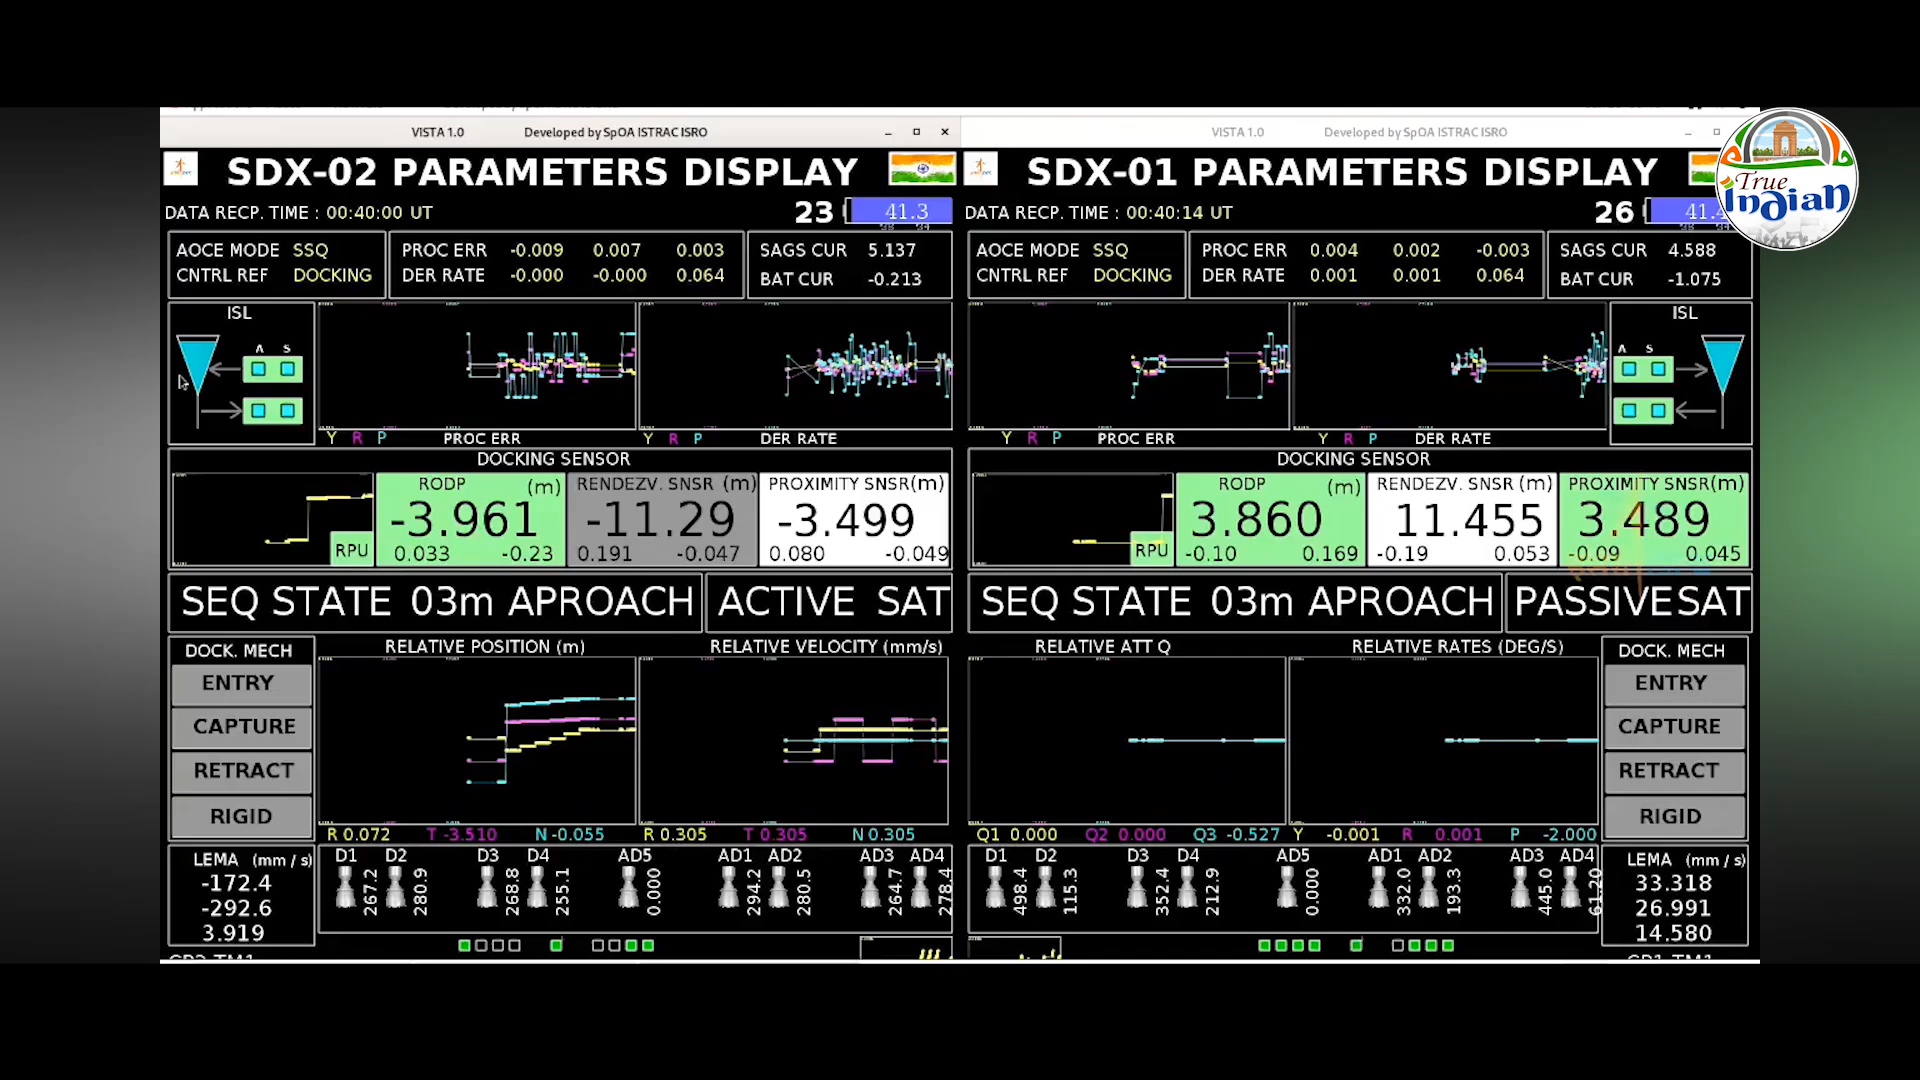 VISTA 1.0 Developed by SpOA ISTRAC ISRO
SDX-02 PARAMETERS DISPLAY
DATA RECP. TIME : 00:40:00 UT 23 41.3
AOCE MODE SSQ
CNTRL REF DOCKING
PROC ERR -0.009 0.007 0.003
DER RATE -0.000 -0.000 0.064
SAGS CUR 5.137
BAT CUR -0.213
ISL
A S
Y R P PROC ERR
Y R P DER RATE
DOCKING SENSOR
RPU
RODP (m)
-3.961
0.033 -0.23
RENDEZV. SNSR (m)
-11.29
0.191 -0.047
PROXIMITY SNSR(m)
-3.499
0.080 -0.049
SEQ STATE 03m APROACH
ACTIVE SAT
DOCK. MECH
ENTRY
CAPTURE
RETRACT
RIGID
RELATIVE POSITION (m)
R 0.072 T -3.510 N -0.055
RELATIVE VELOCITY (mm/s)
R 0.305 T 0.305 N 0.305
LEMA (mm / s)
-172.4
-292.6
3.919
D1 D2 D3 D4 AD5 AD1 AD2 AD3 AD4
267.2 280.9 268.8 255.1 0.000 294.2 280.5 264.7 278.4
VISTA 1.0 Developed by SpOA ISTRAC ISRO
SDX-01 PARAMETERS DISPLAY
DATA RECP. TIME : 00:40:14 UT 26
AOCE MODE SSQ
CNTRL REF DOCKING
PROC ERR 0.004 0.002 -0.003
DER RATE 0.001 0.001 0.064
SAGS CUR 4.588
BAT CUR -1.075
Y R P PROC ERR
Y R P DER RATE
ISL
A S
DOCKING SENSOR
RPU
RODP (m)
3.860
-0.10 0.169
RENDEZV. SNSR (m)
11.455
-0.19 0.053
PROXIMITY SNSR(m)
3.489
-0.09 0.045
SEQ STATE 03m APROACH
PASSIVE SAT
RELATIVE ATT Q
Q1 0.000 Q2 0.000 Q3 -0.527
RELATIVE RATES (DEG/S)
Y -0.001 R 0.001 P -2.000
DOCK. MECH
ENTRY
CAPTURE
RETRACT
RIGID
D1 D2 D3 D4 AD5 AD1 AD2 AD3 AD4
498.4 115.3 352.4 212.9 0.000 332.0 193.3 445.0 61.20
LEMA (mm / s)
33.318
26.991
14.580
True
Indian